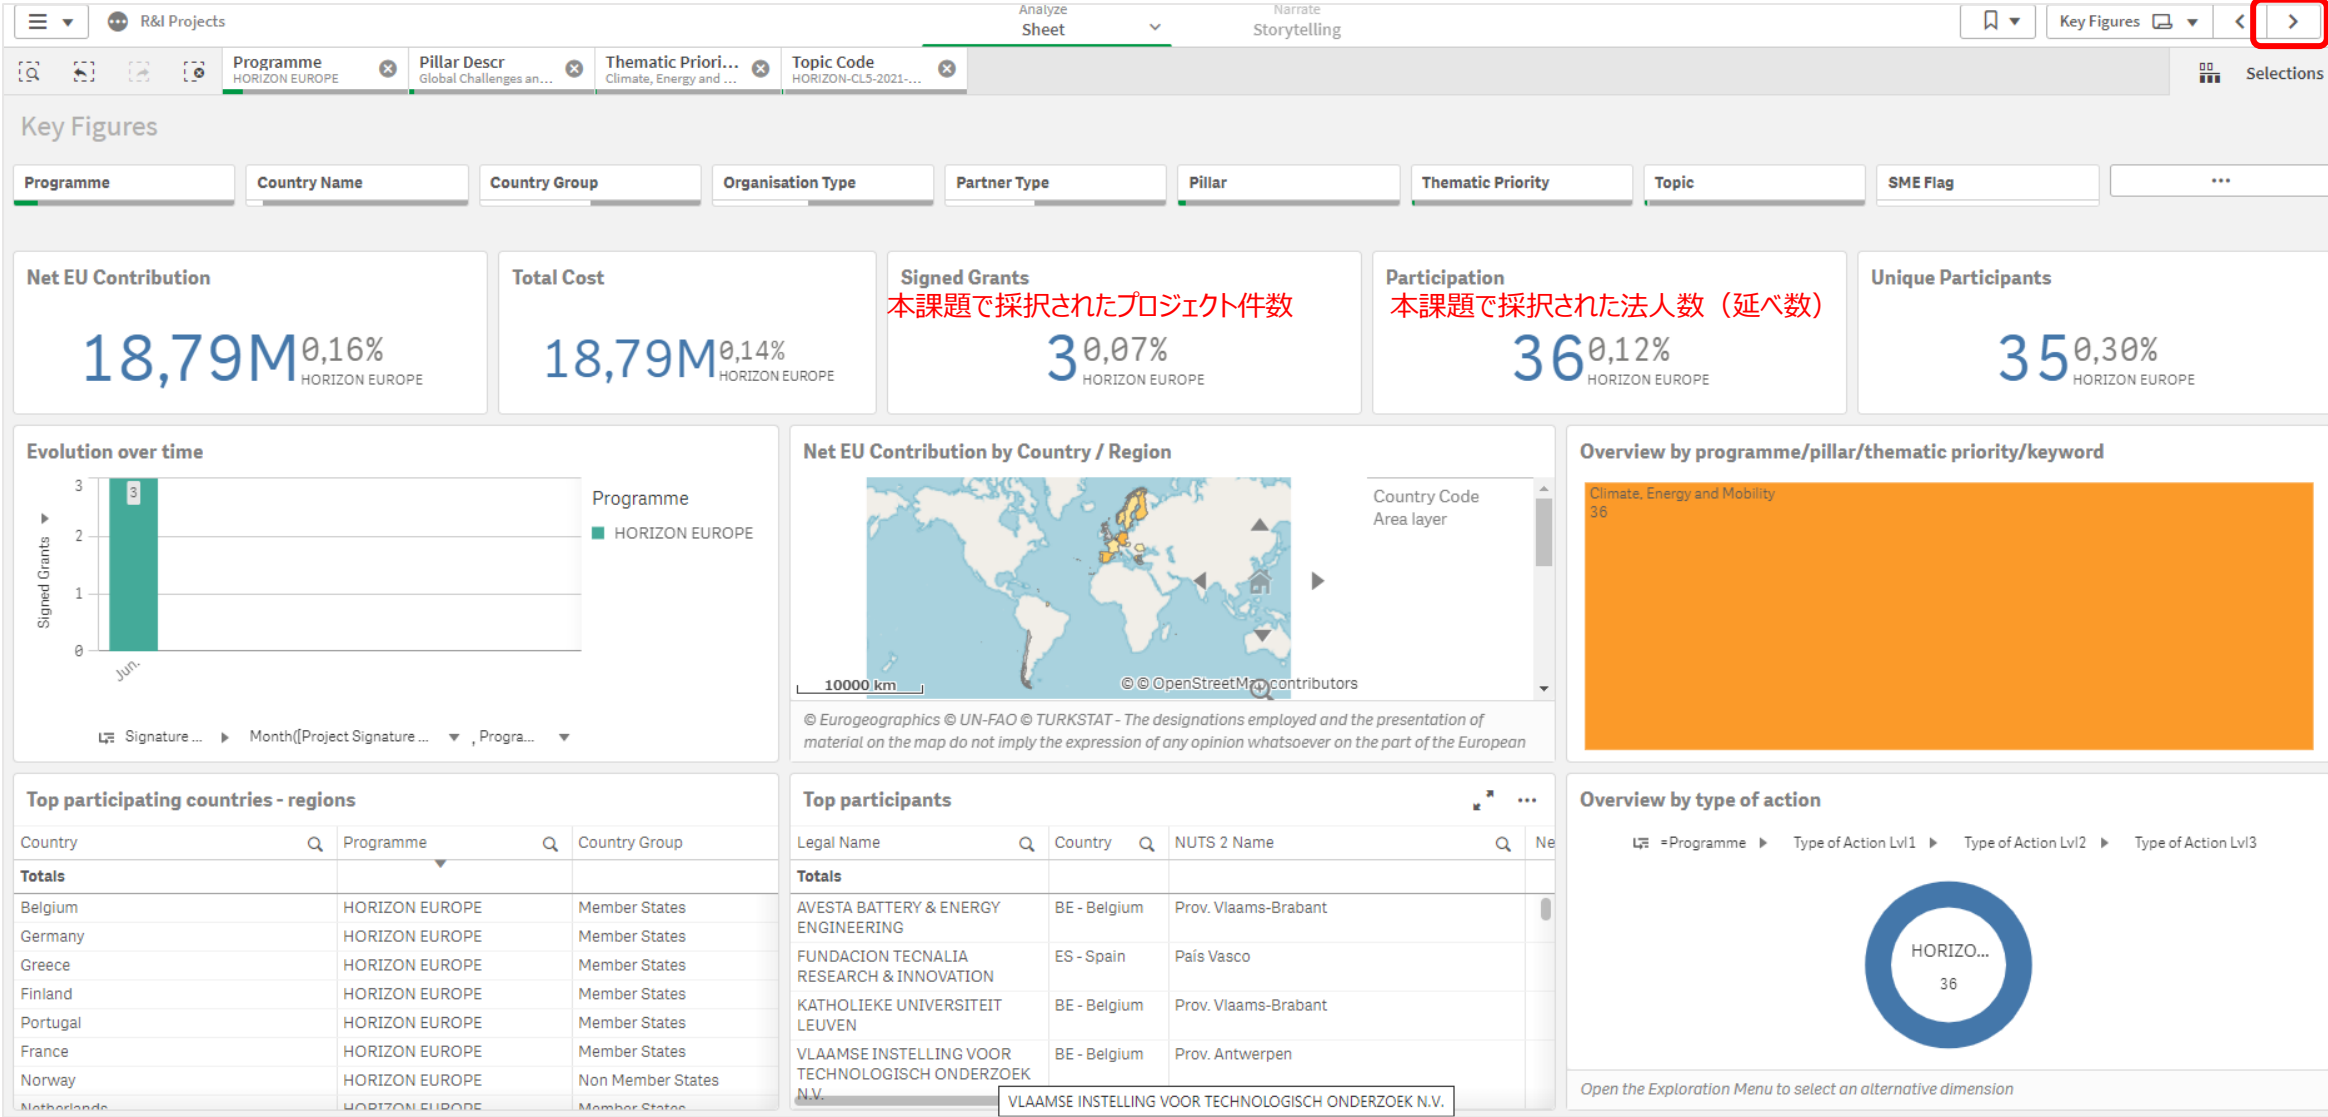 R&I Projects
Analyze
Sheet
Narrate
Storytelling
Key Figures
Programme
HORIZON EUROPE
Pillar Descr
Global Challenges an...
Thematic Priori...
Climate, Energy and ...
Topic Code
HORIZON-CL5-2021-...
Selections
Key Figures
Programme
Country Name
Country Group
Organisation Type
Partner Type
Pillar
Thematic Priority
Topic
SME Flag
...
Net EU Contribution
18,79M 0,16%
HORIZON EUROPE
Total Cost
18,79M 0,14%
HORIZON EUROPE
Signed Grants
本課題で採択されたプロジェクト件数
3 0,07%
HORIZON EUROPE
Participation
本課題で採択された法人数（延べ数）
36 0,12%
HORIZON EUROPE
Unique Participants
35 0,30%
HORIZON EUROPE
Evolution over time
Signed Grants
3
2
1
0
3
Jun.
Programme
HORIZON EUROPE
Signature ...
Month([Project Signature ...
, Progra...
Net EU Contribution by Country / Region
Country Code
Area layer
10000 km
© © OpenStreetMap contributors
© Eurogeographics © UN-FAO © TURKSTAT - The designations employed and the presentation of
material on the map do not imply the expression of any opinion whatsoever on the part of the European
Overview by programme/pillar/thematic priority/keyword
Climate, Energy and Mobility
36
Top participating countries - regions
Country Programme Country Group
Totals
Belgium HORIZON EUROPE Member States
Germany HORIZON EUROPE Member States
Greece HORIZON EUROPE Member States
Finland HORIZON EUROPE Member States
Portugal HORIZON EUROPE Member States
France HORIZON EUROPE Member States
Norway HORIZON EUROPE Non Member States
Netherlands HORIZON EUROPE Member States
Top participants
...
Legal Name Country NUTS 2 Name Ne
Totals
AVESTA BATTERY & ENERGY BE - Belgium Prov. Vlaams-Brabant
ENGINEERING
FUNDACION TECNALIA ES - Spain País Vasco
RESEARCH & INNOVATION
KATHOLIEKE UNIVERSITEIT BE - Belgium Prov. Vlaams-Brabant
LEUVEN
VLAAMSE INSTELLING VOOR BE - Belgium Prov. Antwerpen
TECHNOLOGISCH ONDERZOEK
N.V.
VLAAMSE INSTELLING VOOR TECHNOLOGISCH ONDERZOEK N.V.
Overview by type of action
=Programme Type of Action Lvl1 Type of Action Lvl2 Type of Action Lvl3
HORIZO...
36
Open the Exploration Menu to select an alternative dimension